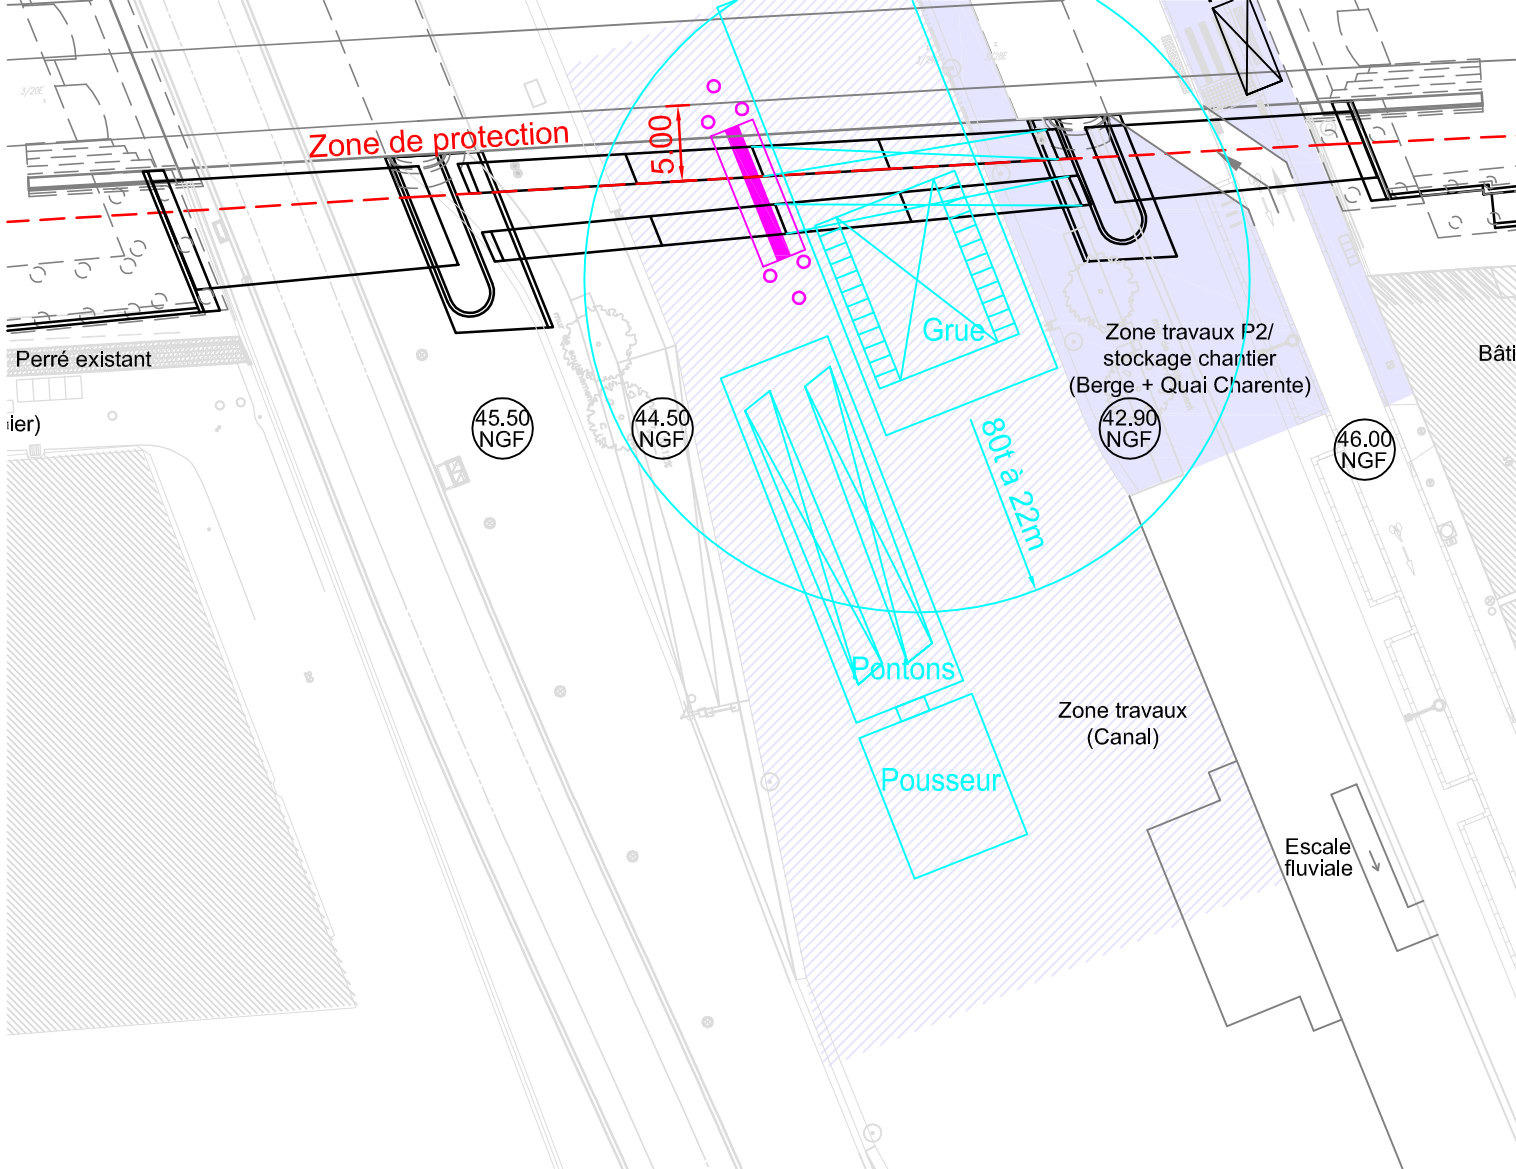 Zone de protection
5.00
Grue
Zone travaux P2/
stockage chantier
(Berge + Quai Charente)
Perré existant
Bâti
ier)
45.50
NGF
44.50
NGF
42.90
NGF
46.00
NGF
80t à 22m
Pontons
Zone travaux
(Canal)
Pousseur
Escale
fluviale